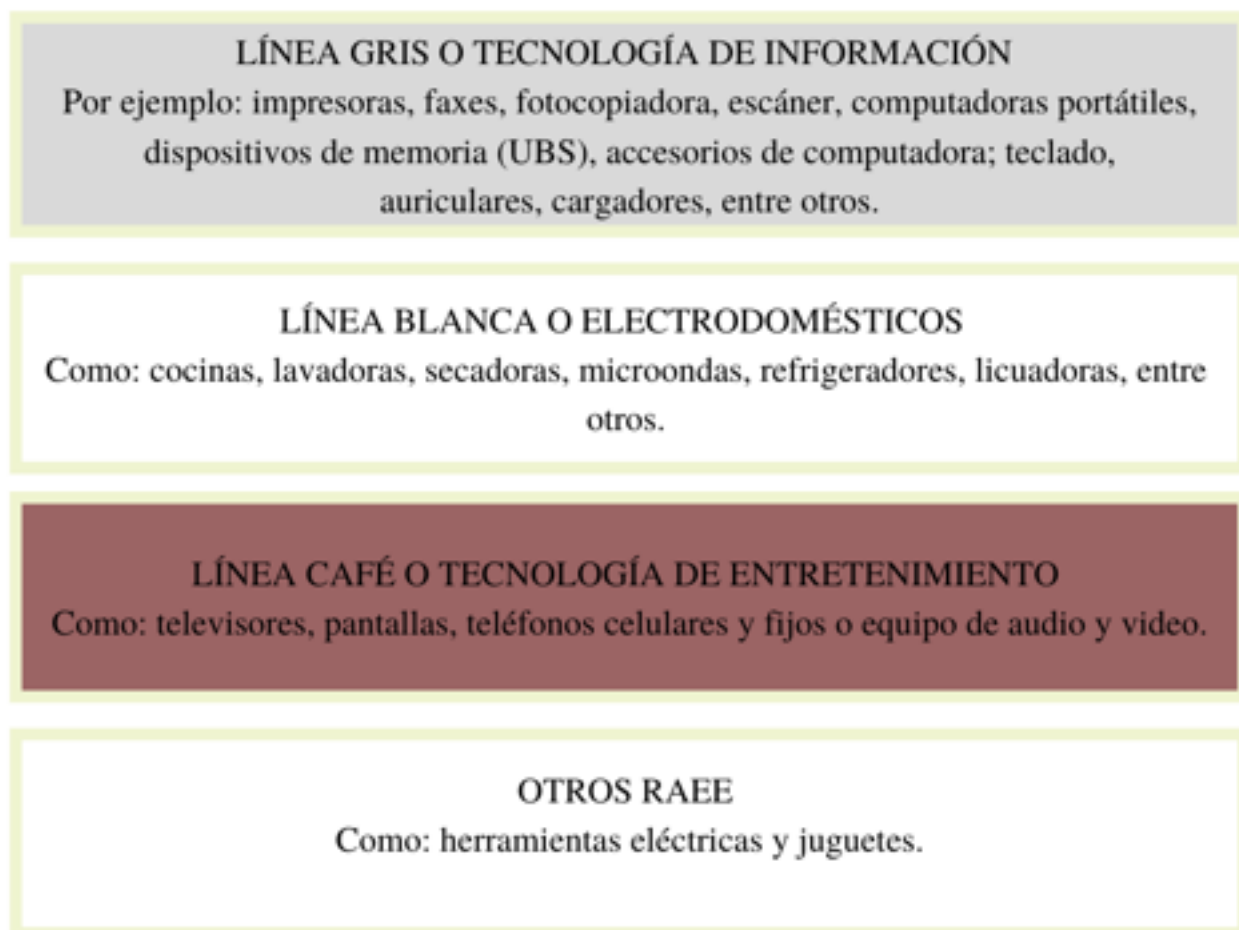 LÍNEA GRIS O TECNOLOGÍA DE INFORMACIÓN
Por ejemplo: impresoras, faxes, fotocopiadora, escáner, computadoras portátiles,
dispositivos de memoria (UBS), accesorios de computadora; teclado,
auriculares, cargadores, entre otros.
LÍNEA BLANCA O ELECTRODOMÉSTICOS
Como: cocinas, lavadoras, secadoras, microondas, refrigeradores, licuadoras, entre
otros.
LÍNEA CAFÉ O TECNOLOGÍA DE ENTRETENIMIENTO
Como: televisores, pantallas, teléfonos celulares y fijos o equipo de audio y video.
OTROS RAEE
Como: herramientas eléctricas y juguetes.